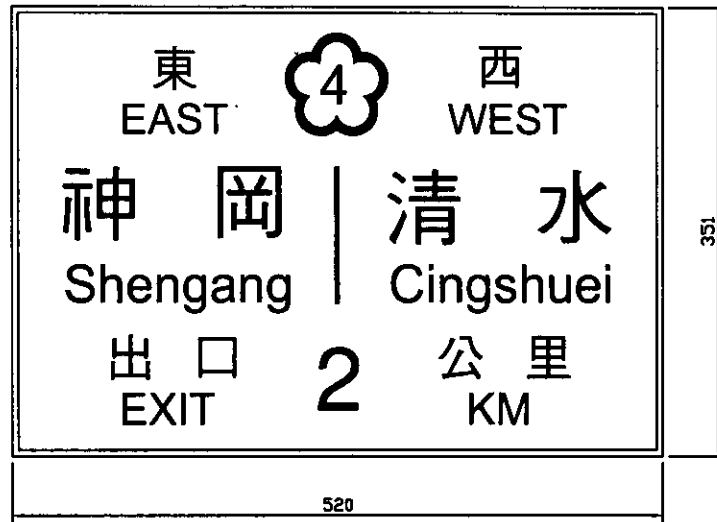 東 4 西
EAST WEST
神 岡 清 水
Shengang Cingshuei
出 口 2 公 里
EXIT KM
351
520